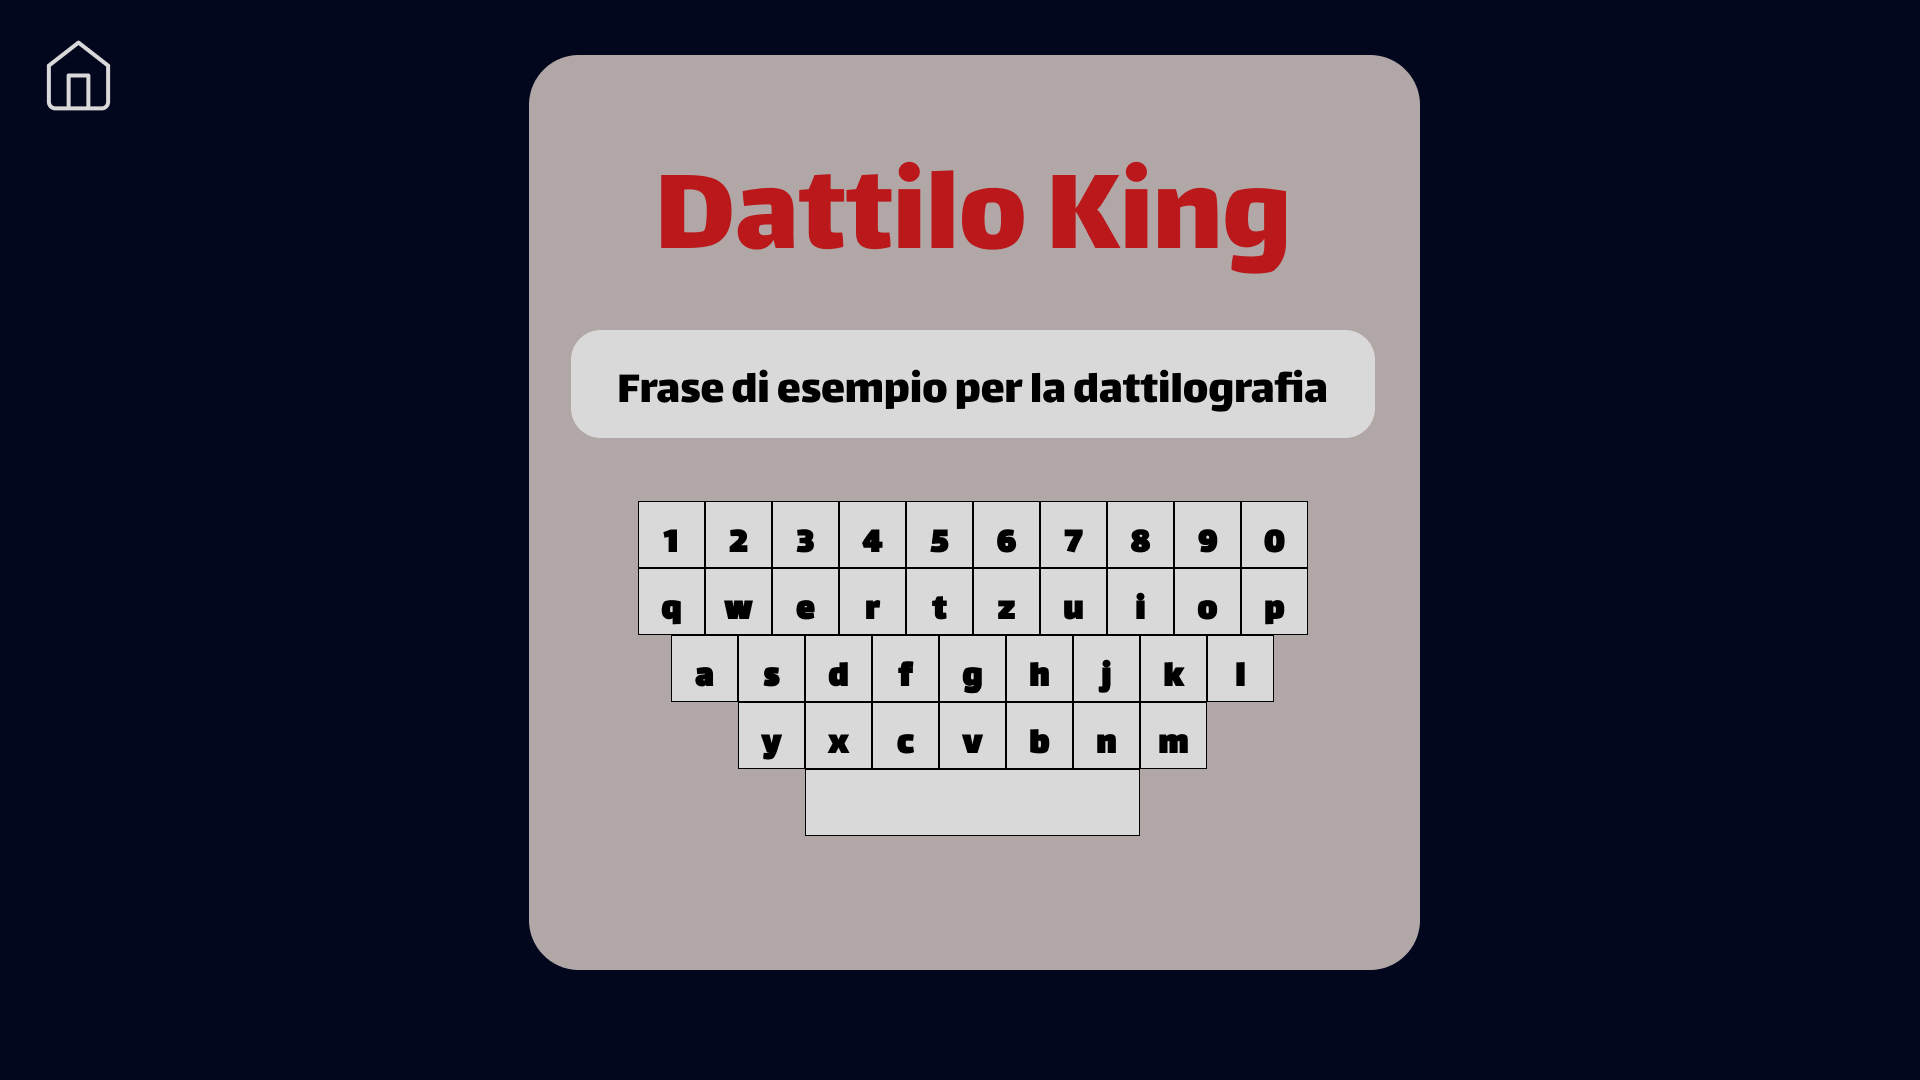 Dattilo King
Frase di esempio per la dattilografia
1 2 3 4 5 6 7 8 9 0
q w e r t z u i o p
a s d f g h j k l
y x c v b n m